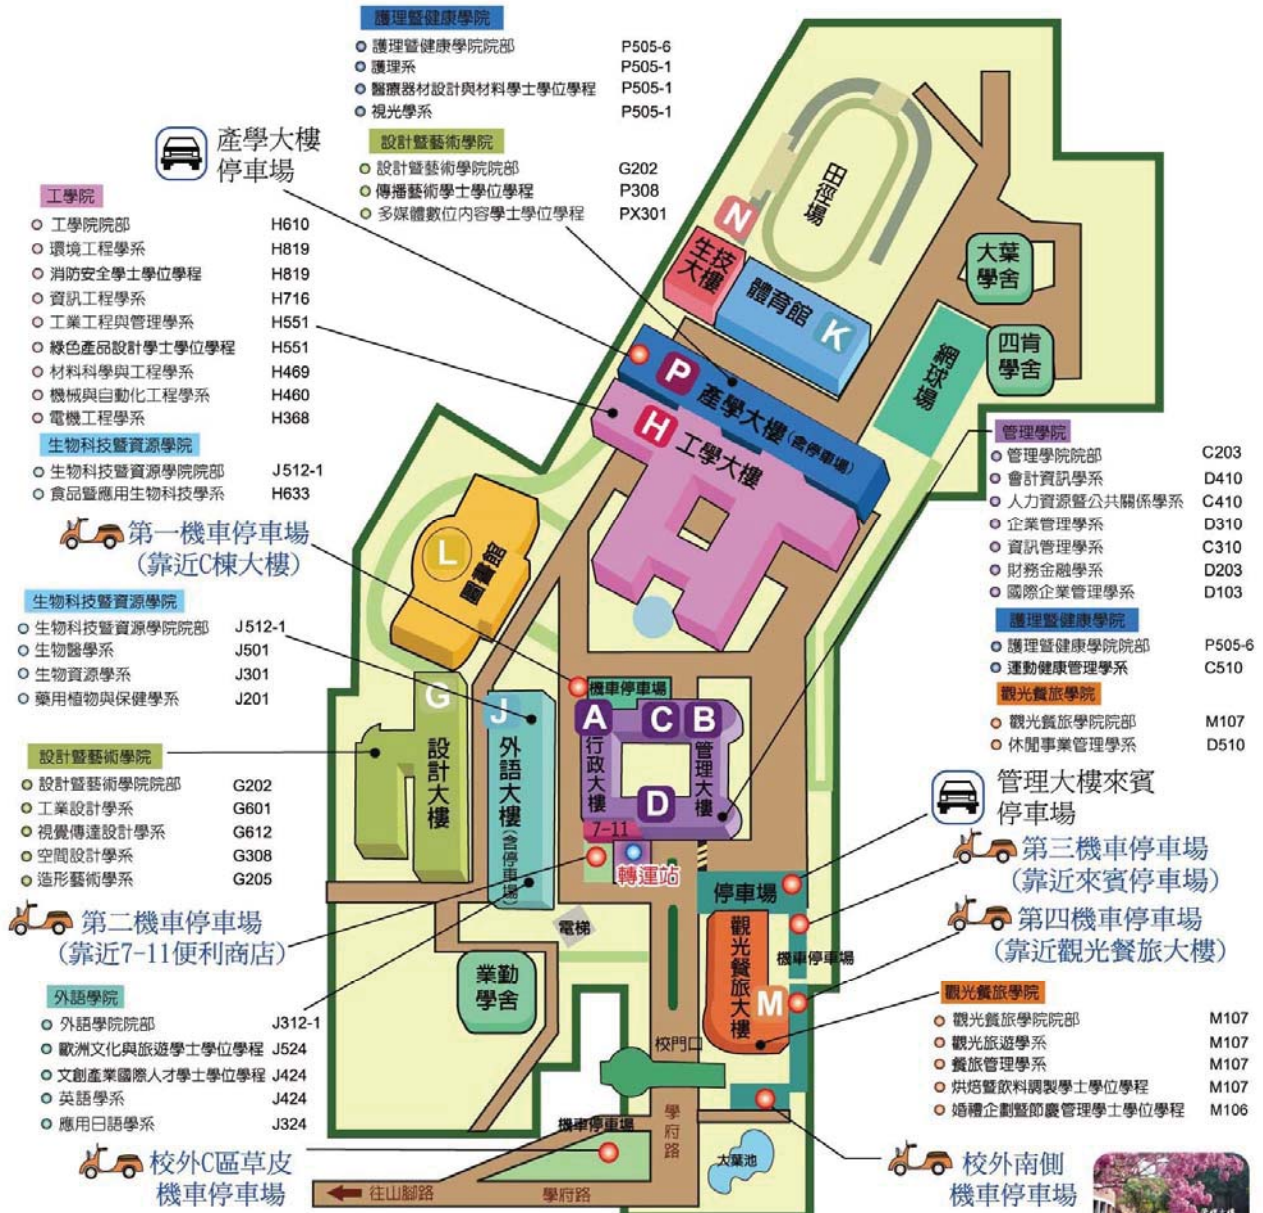 護理暨健康學院
護理暨健康學院院部 P505-6
護理系 P505-1
醫療器材設計與材料學士學位學程 P505-1
視光學系 P505-1
設計暨藝術學院
設計暨藝術學院院部 G202
傳播藝術學士學位學程 P308
多媒體數位內容學士學位學程 PX301
產學大樓
停車場
工學院
工學院院部 H610
環境工程學系 H819
消防安全學士學位學程 H819
資訊工程學系 H716
工業工程與管理學系 H551
綠色產品設計學士學位學程 H551
材料科學與工程學系 H469
機械與自動化工程學系 H460
電機工程學系 H368
生物科技暨資源學院
生物科技暨資源學院院部 J512-1
食品暨應用生物科技學系 H633
第一機車停車場
(靠近C棟大樓)
生物科技暨資源學院
生物科技暨資源學院院部 J512-1
生物醫學系 J501
生物資源學系 J301
藥用植物與保健學系 J201
設計暨藝術學院
設計暨藝術學院院部 G202
工業設計學系 G601
視覺傳達設計學系 G612
空間設計學系 G308
造形藝術學系 G205
第二機車停車場
(靠近7-11便利商店)
外語學院
外語學院院部 J312-1
歐洲文化與旅遊學士學位學程 J524
文創產業國際人才學士學位學程 J424
英語學系 J424
應用日語學系 J324
校外C區草皮
機車停車場
田徑場
N
生技大樓
體育館
K
大葉學舍
四肯學舍
網球場
P
產學大樓(含停車場)
H
工學大樓
L
圖書館
G
設計大樓
J
外語大樓(含停車場)
機車停車場
A
C
B
D
行政大樓
管理大樓
7-11
轉運站
電梯
業勤學舍
停車場
觀光餐旅大樓
M
機車停車場
校門口
機車停車場
學府路
大葉池
往山腳路
學府路
管理學院
管理學院院部 C203
會計資訊學系 D410
人力資源暨公共關係學系 C410
企業管理學系 D310
資訊管理學系 C310
財務金融學系 D203
國際企業管理學系 D103
護理暨健康學院
護理暨健康學院院部 P505-6
運動健康管理學系 C510
觀光餐旅學院
觀光餐旅學院院部 M107
休閒事業管理學系 D510
管理大樓來賓
停車場
第三機車停車場
(靠近來賓停車場)
第四機車停車場
(靠近觀光餐旅大樓)
觀光餐旅學院
觀光餐旅學院院部 M107
觀光旅遊學系 M107
餐旅管理學系 M107
烘焙暨飲料調製學士學位學程 M107
婚禮企劃暨節慶管理學士學位學程 M106
校外南側
機車停車場